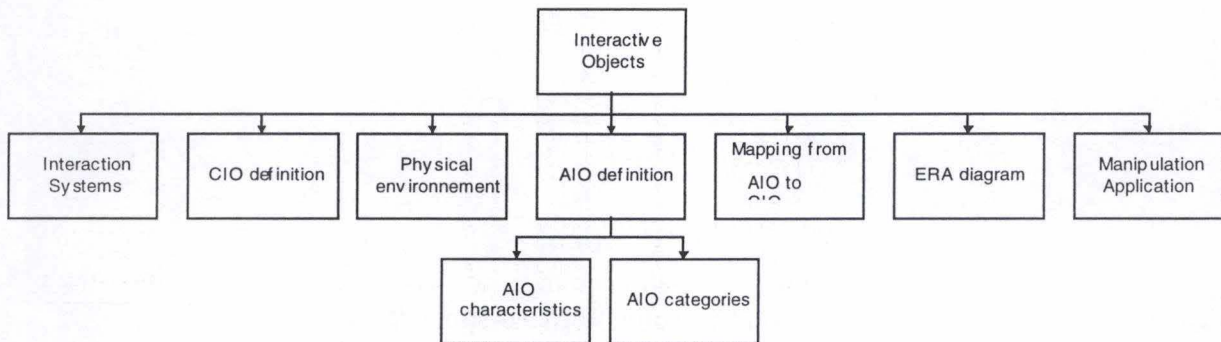 Interactive
Objects
Interaction
Systems
CIO definition
Physical
environnement
AIO definition
Mapping from
AIO to
ERA diagram
Manipulation
Application
AIO
characteristics
AIO categories